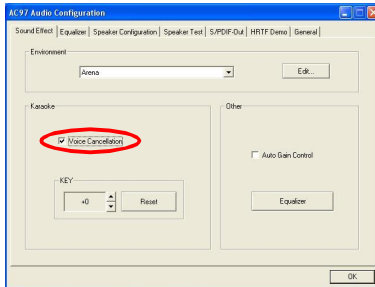 AC97 Audio Configuration
Sound Effect Equalizer Speaker Configuration Speaker Test S/PDIF-Out HRTF Demo General
Environment
Arena
Edit...
Karaoke
Other
Voice Cancellation
Auto Gain Control
KEY
+0
Reset
Equalizer
OK